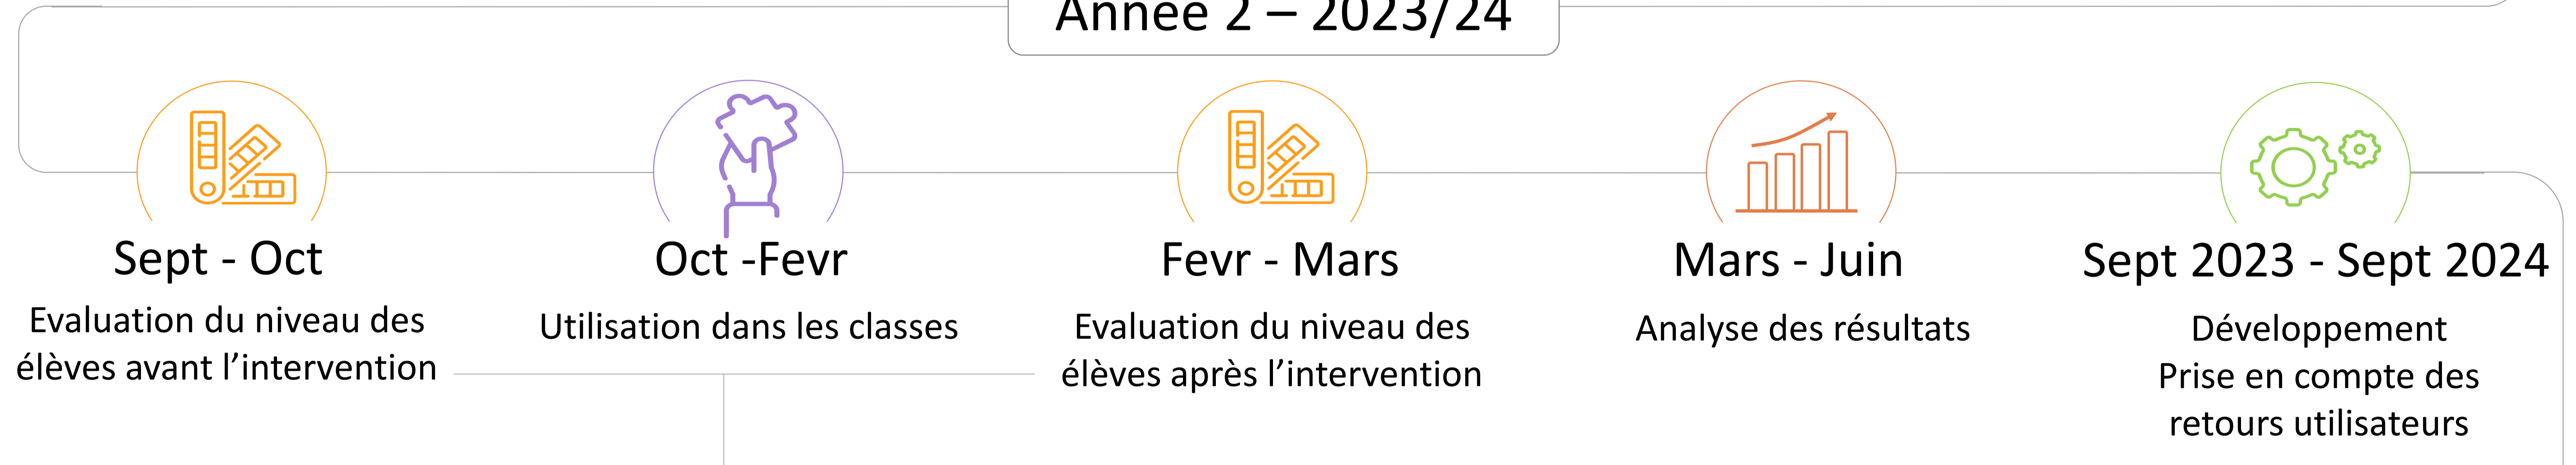 Année 2 – 2023/24
Sept - Oct
Evaluation du niveau des
élèves avant l’intervention
Oct -Fevr
Utilisation dans les classes
Fevr - Mars
Evaluation du niveau des
élèves après l’intervention
Mars - Juin
Analyse des résultats
Sept 2023 - Sept 2024
Développement
Prise en compte des
retours utilisateurs